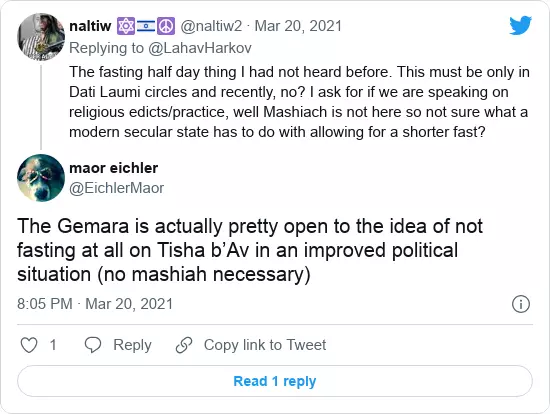 naltiw 🔯🇮🇱☮️ @naltiw2 · Mar 20, 2021
Replying to @LahavHarkov
The fasting half day thing I had not heard before. This must be only in
Dati Laumi circles and recently, no? I ask for if we are speaking on
religious edicts/practice, well Mashiach is not here so not sure what a
modern secular state has to do with allowing for a shorter fast?
maor eichler
@EichlerMaor
The Gemara is actually pretty open to the idea of not
fasting at all on Tisha b’Av in an improved political
situation (no mashiah necessary)
8:05 PM · Mar 20, 2021
1 Reply Copy link to Tweet
Read 1 reply